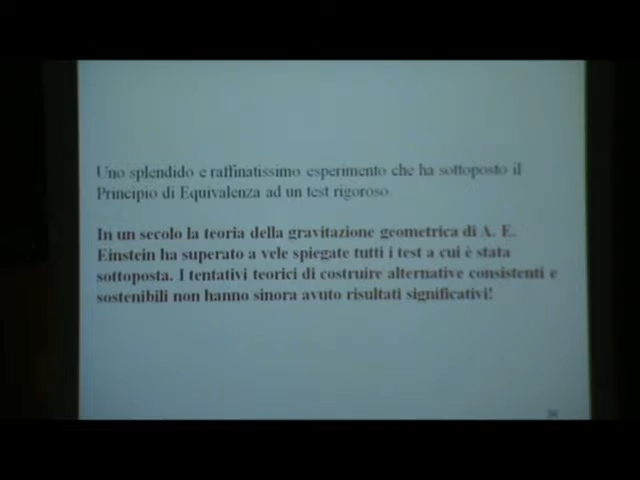 Uno splendido e raffinatissimo esperimento che ha sottoposto il
Principio di Equivalenza ad un test rigoroso.
In un secolo la teoria della gravitazione geometrica di A. E.
Einstein ha superato a vele spiegate tutti i test a cui è stata
sottoposta. I tentativi teorici di costruire alternative consistenti e
sostenibili non hanno sinora avuto risultati significativi!